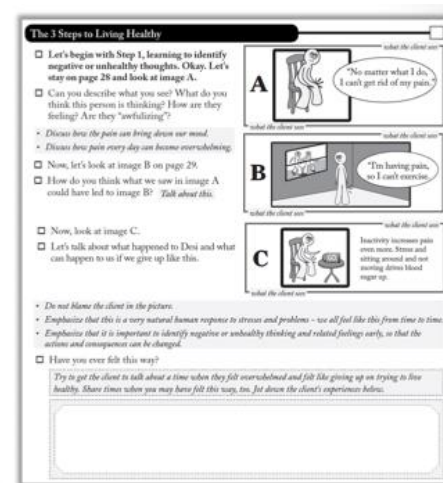 The 3 Steps to Living Healthy
Let's begin with Step 1, learning to identify
negative or unhealthy thoughts. Okay. Let's
stay on page 28 and look at image A.
Can you describe what you see? What do you
think this person is thinking? How are they
feeling? Are they "awfulizing"?
• Discuss how the pain can bring down our mood.
• Discuss how pain every day can become overwhelming.
Now, let's look at image B on page 29.
How do you think what we saw in image A
could have led to image B? Talk about this.
Now, look at image C.
Let's talk about what happened to Desi and what
can happen to us if we give up like this.
what the client sees
A
"No matter what I do,
I can't get rid of my pain."
what the client sees
what the client sees
B
"I'm having pain,
so I can't exercise.
what the client sees
what the client sees
C
Inactivity increases pain
even more. Stress and
sitting around and not
moving drives blood
sugar up.
what the client sees
• Do not blame the client in the picture.
• Emphasize that this is a very natural human response to stresses and problems – we all feel like this from time to time
• Emphasize that it is important to identify negative or unhealthy thinking and related feelings early, so that the
actions and consequences can be changed.
Have you ever felt this way?
Try to get the client to talk about a time when they felt overwhelmed and felt like giving up on trying to live
healthy. Share times when you may have felt this way, too. Jot down the client's experiences below.